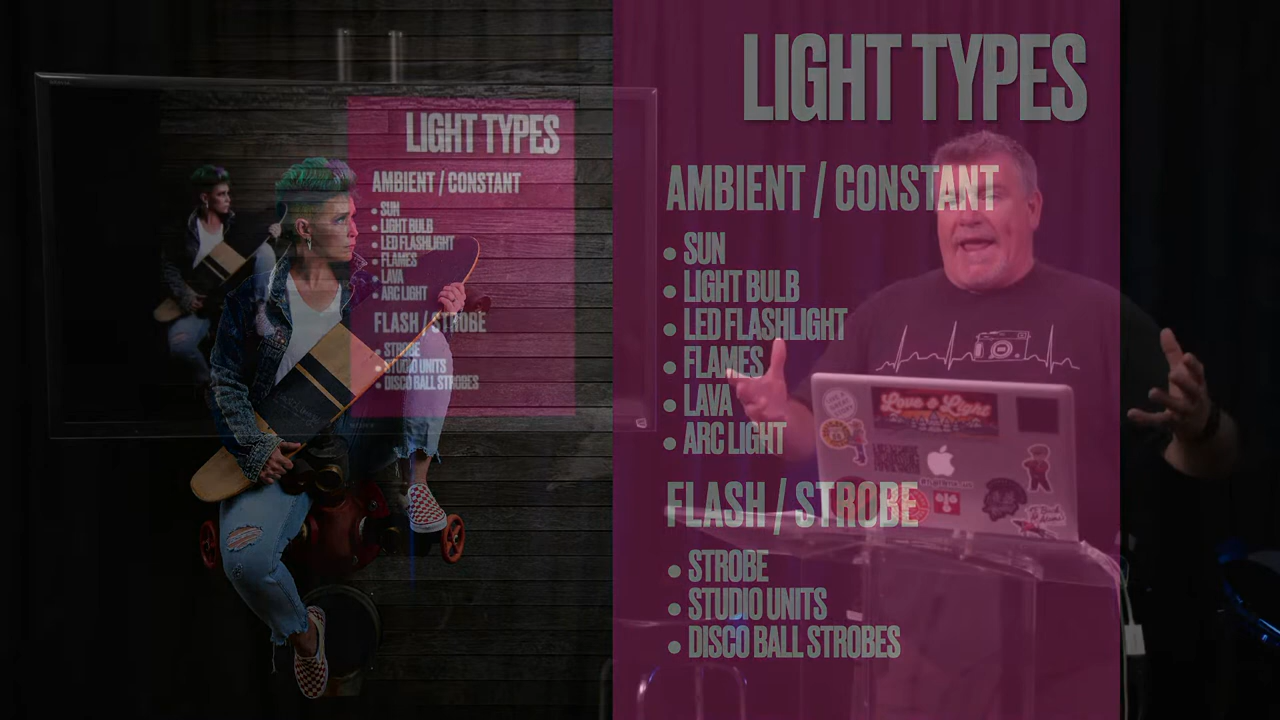 LIGHT TYPES
AMBIENT / CONSTANT
• SUN
• LIGHT BULB
• LED FLASHLIGHT
• FLAMES
• LAVA
• ARC LIGHT
FLASH / STROBE
• STROBE
• STUDIO UNITS
• DISCO BALL STROBES
LIGHT TYPES
AMBIENT / CONSTANT
• SUN
• LIGHT BULB
• LED FLASHLIGHT
• FLAMES
• LAVA
• ARC LIGHT
FLASH / STROBE
• STROBE
• STUDIO UNITS
• DISCO BALL STROBES
Love & Light